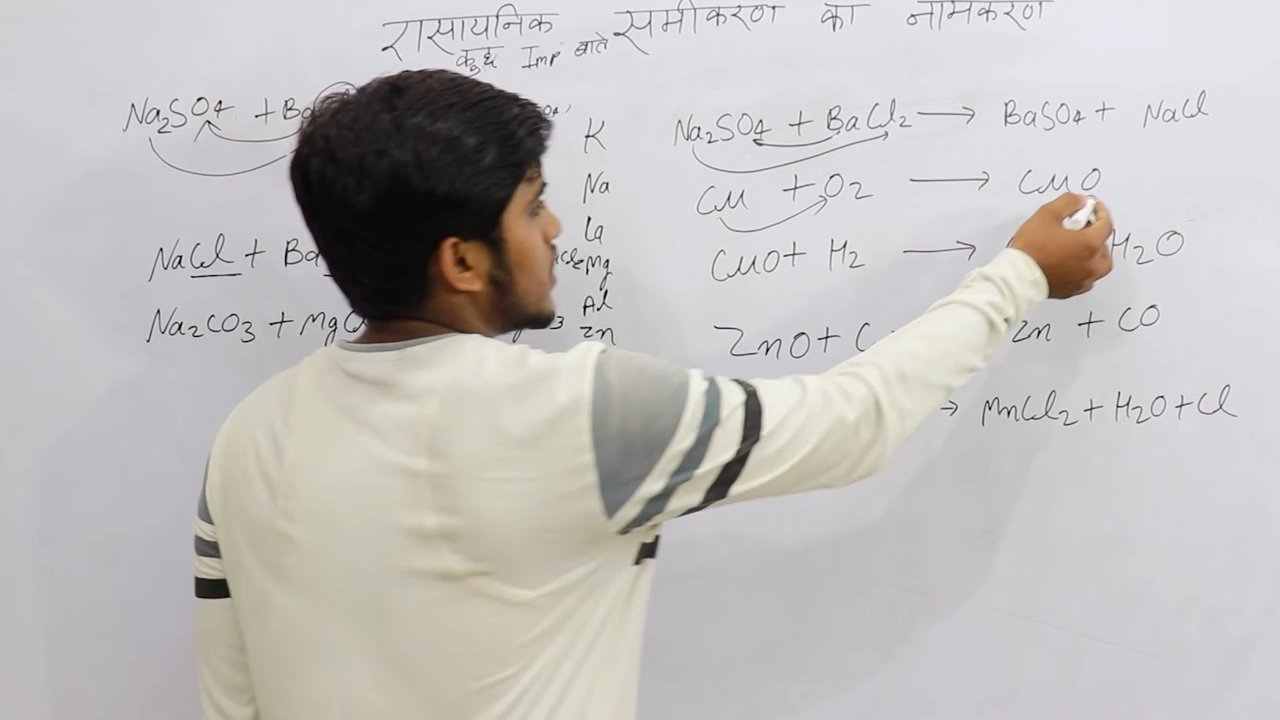 रासायनिक समीकरण का नामकरण
कुछ Imp बाते
Na2SO4 + Ba
NaCl + Ba
Na2CO3 + MgC
K
Na
Ca
Mg
Al
Zn
Na2SO4 + BaCl2 → BaSO4 + NaCl
Cu + O2 → CuO
CuO + H2 → H2O
ZnO + C Zn + CO
→ MnCl2 + H2O + Cl